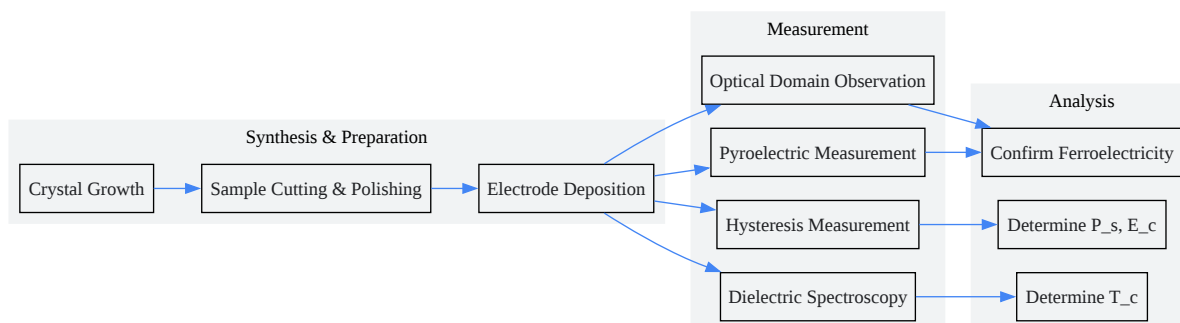 Measurement
Optical Domain Observation
Analysis
Synthesis & Preparation
Pyroelectric Measurement
Confirm Ferroelectricity
Crystal Growth
Sample Cutting & Polishing
Electrode Deposition
Hysteresis Measurement
Determine P_s, E_c
Dielectric Spectroscopy
Determine T_c